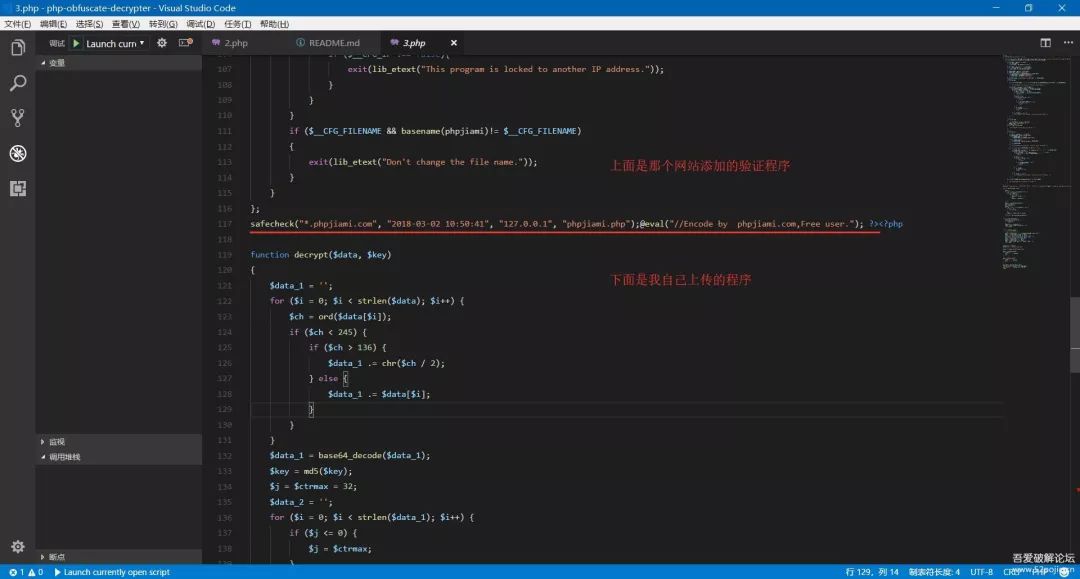 3.php - php-obfuscate-decrypter - Visual Studio Code
文件(F) 编辑(E) 选择(S) 查看(V) 转到(G) 调试(D) 任务(T) 帮助(H)
调试 Launch curr 2.php README.md 3.php
变量
107 exit(lib_etext("This program is locked to another IP address."));
108 }
109 }
110 }
111 if ($__CFG_FILENAME && basename(phpjiami)!= $__CFG_FILENAME)
112 {
113 exit(lib_etext("Don't change the file name."));
114 }
115 }
116 };
上面是那个网站添加的验证程序
117 safecheck("*.phpjiami.com", "2018-03-02 10:50:41", "127.0.0.1", "phpjiami.php");@eval("//Encode by  phpjiami.com,Free user."); ?><?php
118
119 function decrypt($data, $key)
120 {
下面是我自己上传的程序
121 $data_1 = '';
122 for ($i = 0; $i < strlen($data); $i++) {
123 $ch = ord($data[$i]);
124 if ($ch < 245) {
125 if ($ch > 136) {
126 $data_1 .= chr($ch / 2);
127 } else {
128 $data_1 .= $data[$i];
129 }
130 }
131 }
132 $data_1 = base64_decode($data_1);
133 $key = md5($key);
134 $j = $ctrmax = 32;
135 $data_2 = '';
136 for ($i = 0; $i < strlen($data_1); $i++) {
137 if ($j <= 0) {
138 $j = $ctrmax;
监视
调用堆栈
断点
吾爱破解论坛
1 0 Launch currently open script 行 129，列 14 制表符长度: 4 UTF-8